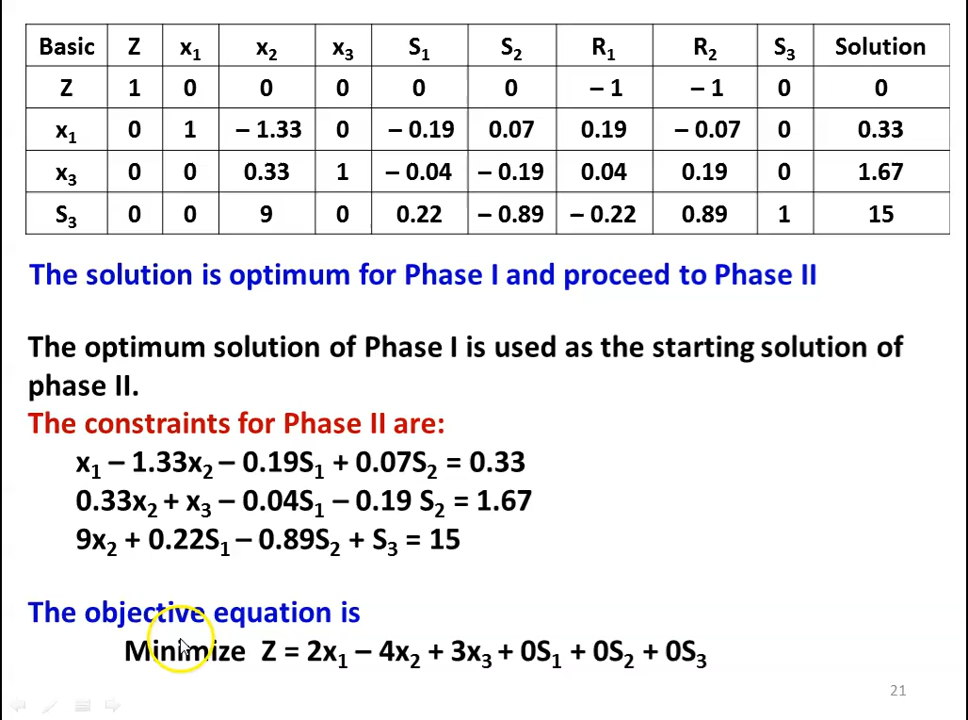 Basic Z x₁ x₂ x₃ S₁ S₂ R₁ R₂ S₃ Solution
Z 1 0 0 0 0 0 – 1 – 1 0 0
x₁ 0 1 – 1.33 0 – 0.19 0.07 0.19 – 0.07 0 0.33
x₃ 0 0 0.33 1 – 0.04 – 0.19 0.04 0.19 0 1.67
S₃ 0 0 9 0 0.22 – 0.89 – 0.22 0.89 1 15
The solution is optimum for Phase I and proceed to Phase II
The optimum solution of Phase I is used as the starting solution of
phase II.
The constraints for Phase II are:
x₁ – 1.33x₂ – 0.19S₁ + 0.07S₂ = 0.33
0.33x₂ + x₃ – 0.04S₁ – 0.19 S₂ = 1.67
9x₂ + 0.22S₁ – 0.89S₂ + S₃ = 15
The objective equation is
Minimize Z = 2x₁ – 4x₂ + 3x₃ + 0S₁ + 0S₂ + 0S₃
21